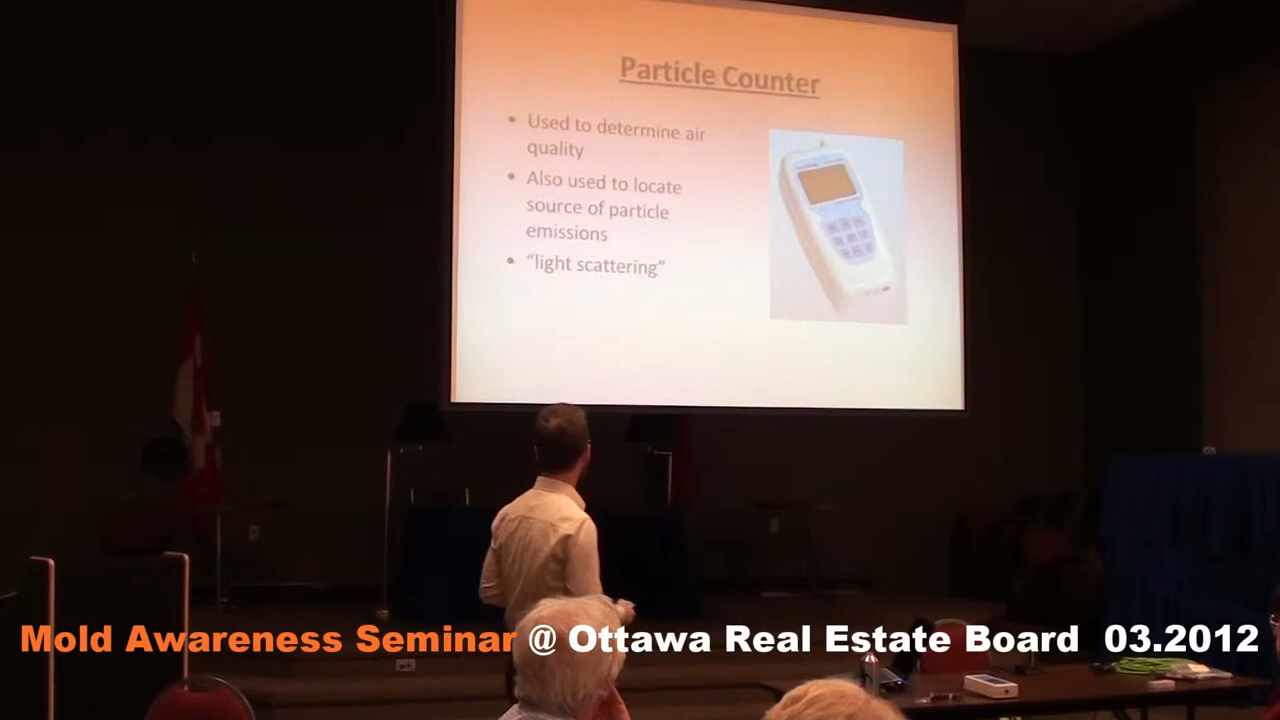 Particle Counter
• Used to determine air
quality
• Also used to locate
source of particle
emissions
• “light scattering”
Mold Awareness Seminar @ Ottawa Real Estate Board 03.2012